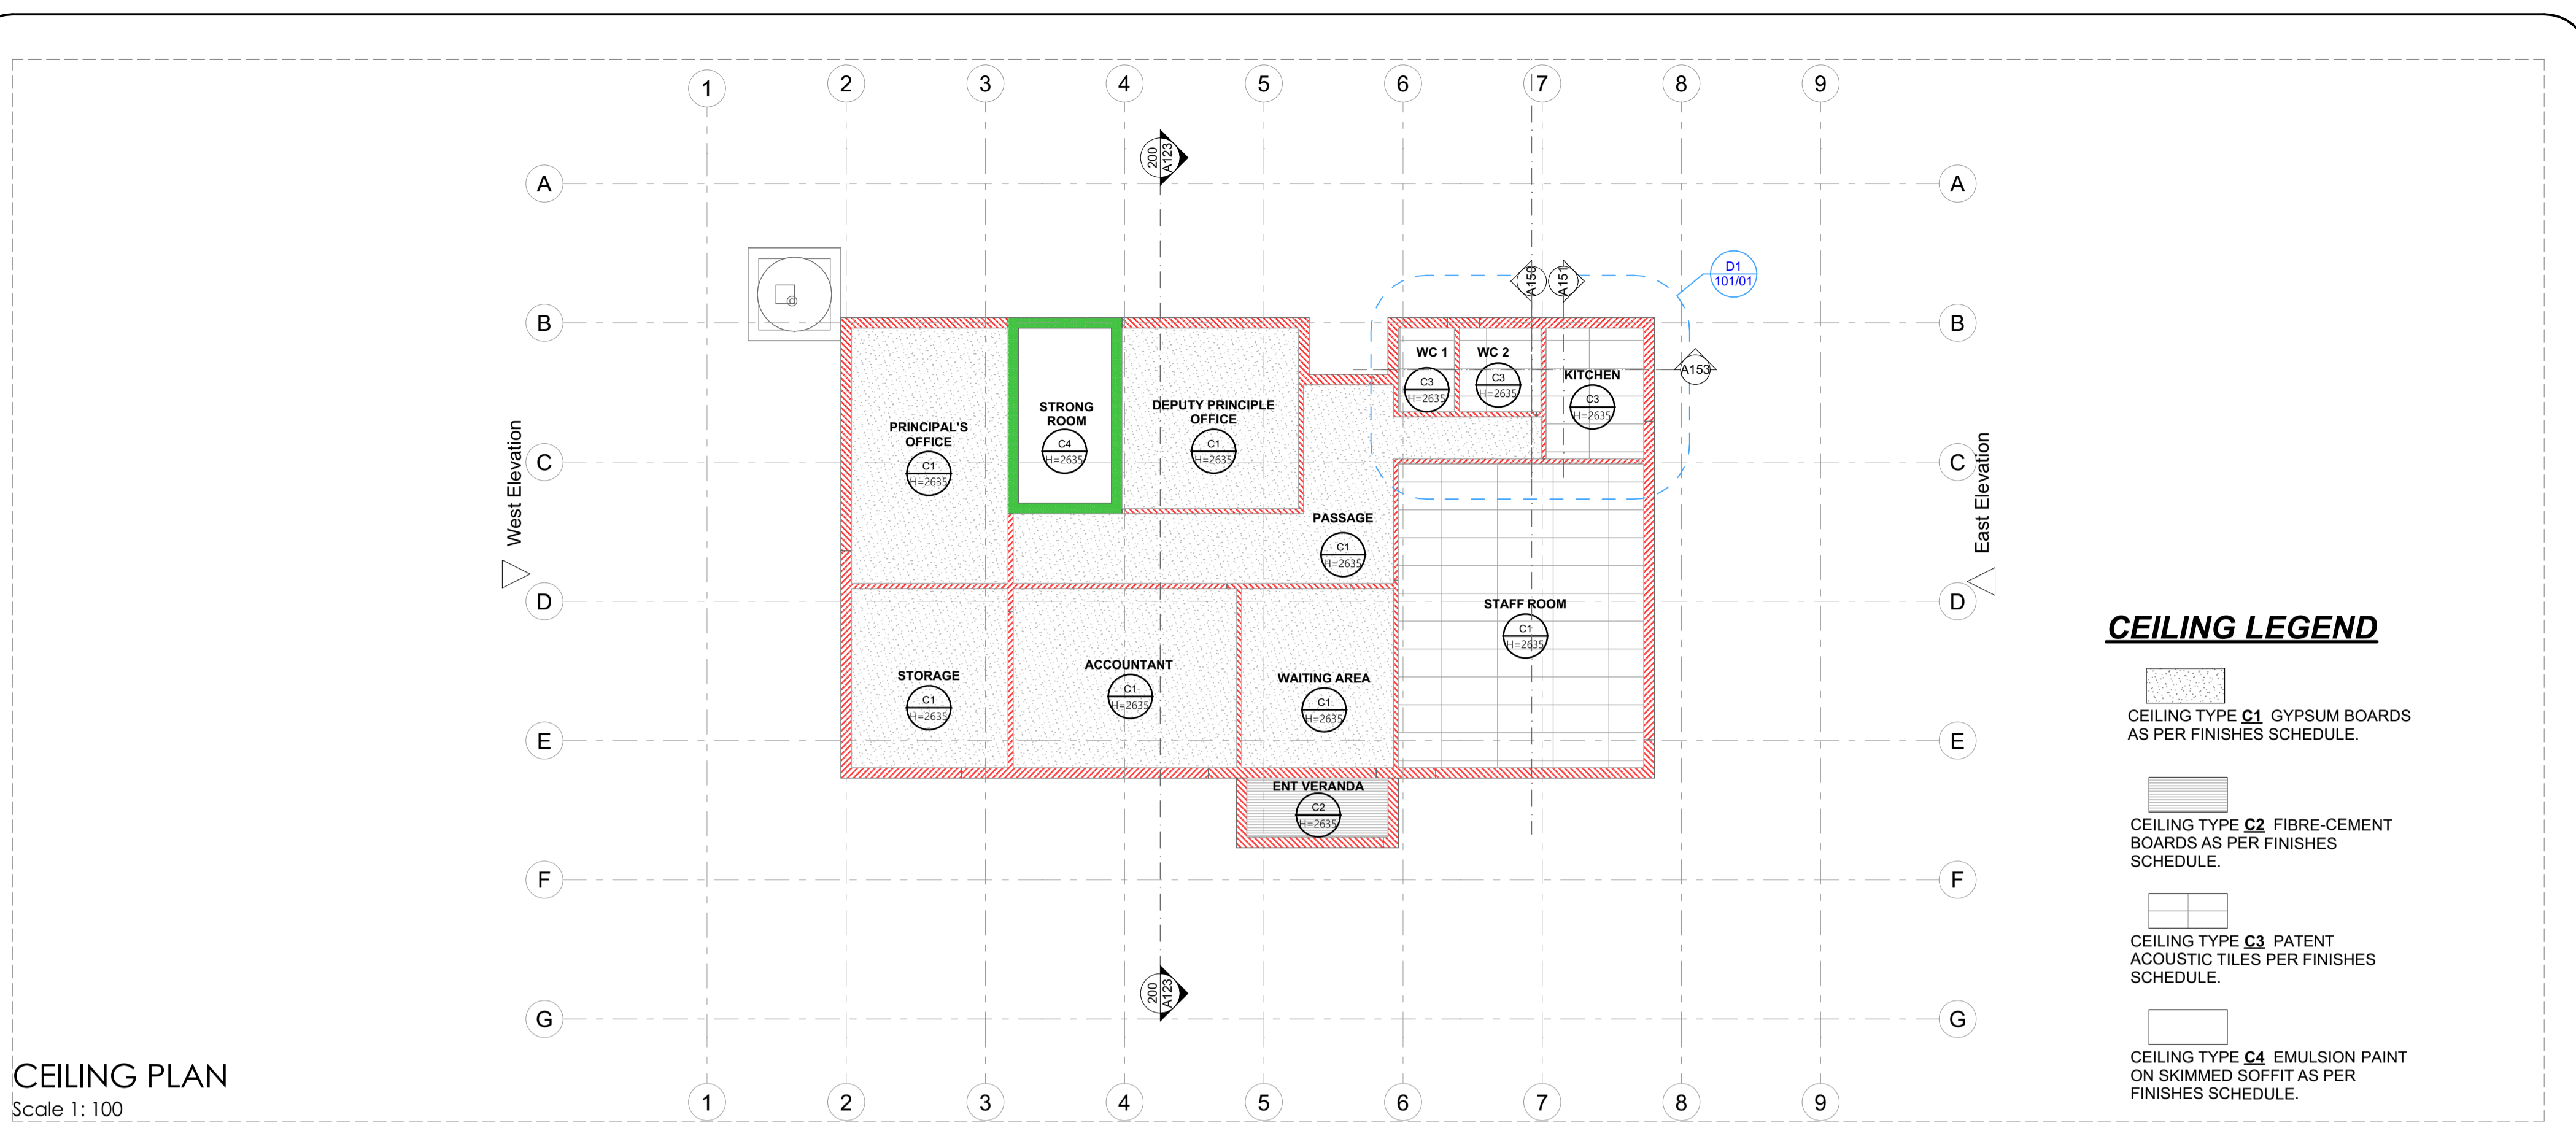 1 2 3 4 5 6 7 8 9
200
A123
A A
A150 A151
D1
101/01
B B
WC 1 WC 2
C3
H=2635
C3
H=2635
KITCHEN
C3
H=2635
A153
STRONG
ROOM
C4
H=2635
DEPUTY PRINCIPLE
OFFICE
C1
H=2635
PRINCIPAL'S
OFFICE
C1
H=2635
West Elevation
East Elevation
C C
PASSAGE
C1
H=2635
D D
STAFF ROOM
C1
H=2635
STORAGE
C1
H=2635
ACCOUNTANT
C1
H=2635
WAITING AREA
C1
H=2635
E E
ENT VERANDA
C2
H=2635
F F
200
A123
G G
1 2 3 4 5 6 7 8 9
CEILING LEGEND
CEILING TYPE C1 GYPSUM BOARDS
AS PER FINISHES SCHEDULE.
CEILING TYPE C2 FIBRE-CEMENT
BOARDS AS PER FINISHES
SCHEDULE.
CEILING TYPE C3 PATENT
ACOUSTIC TILES PER FINISHES
SCHEDULE.
CEILING TYPE C4 EMULSION PAINT
ON SKIMMED SOFFIT AS PER
FINISHES SCHEDULE.
CEILING PLAN
Scale 1: 100